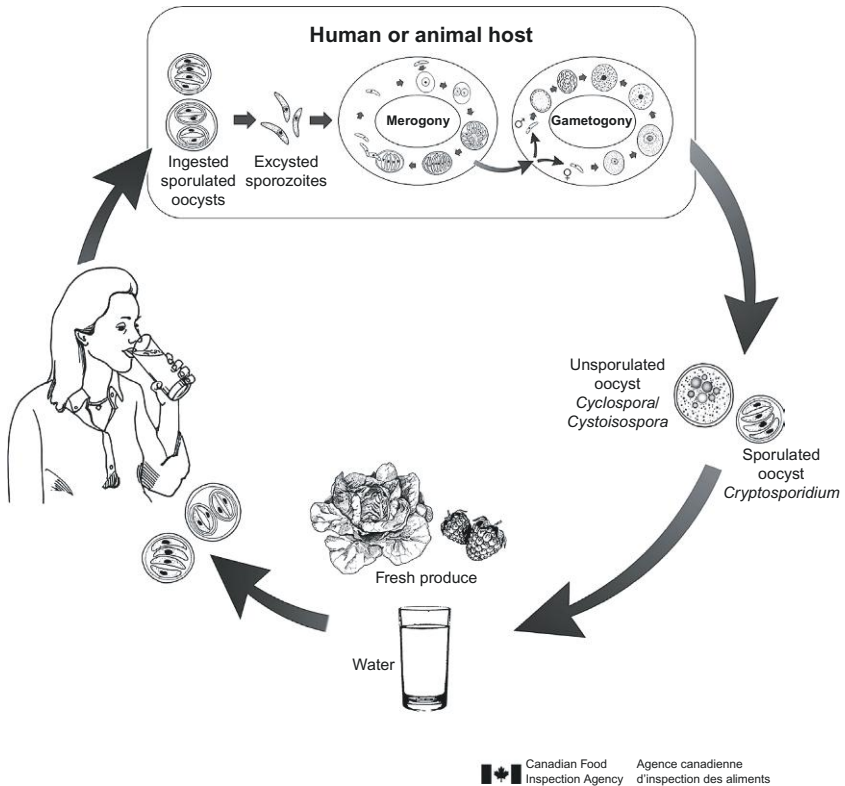 Human or animal host
Merogony
Gametogony
Ingested
sporulated
oocysts
Excysted
sporozoites
♂
♀
Unsporulated
oocyst
Cyclospora/
Cystoisospora
Sporulated
oocyst
Cryptosporidium
Fresh produce
Water
Canadian Food
Inspection Agency
Agence canadienne
d'inspection des aliments